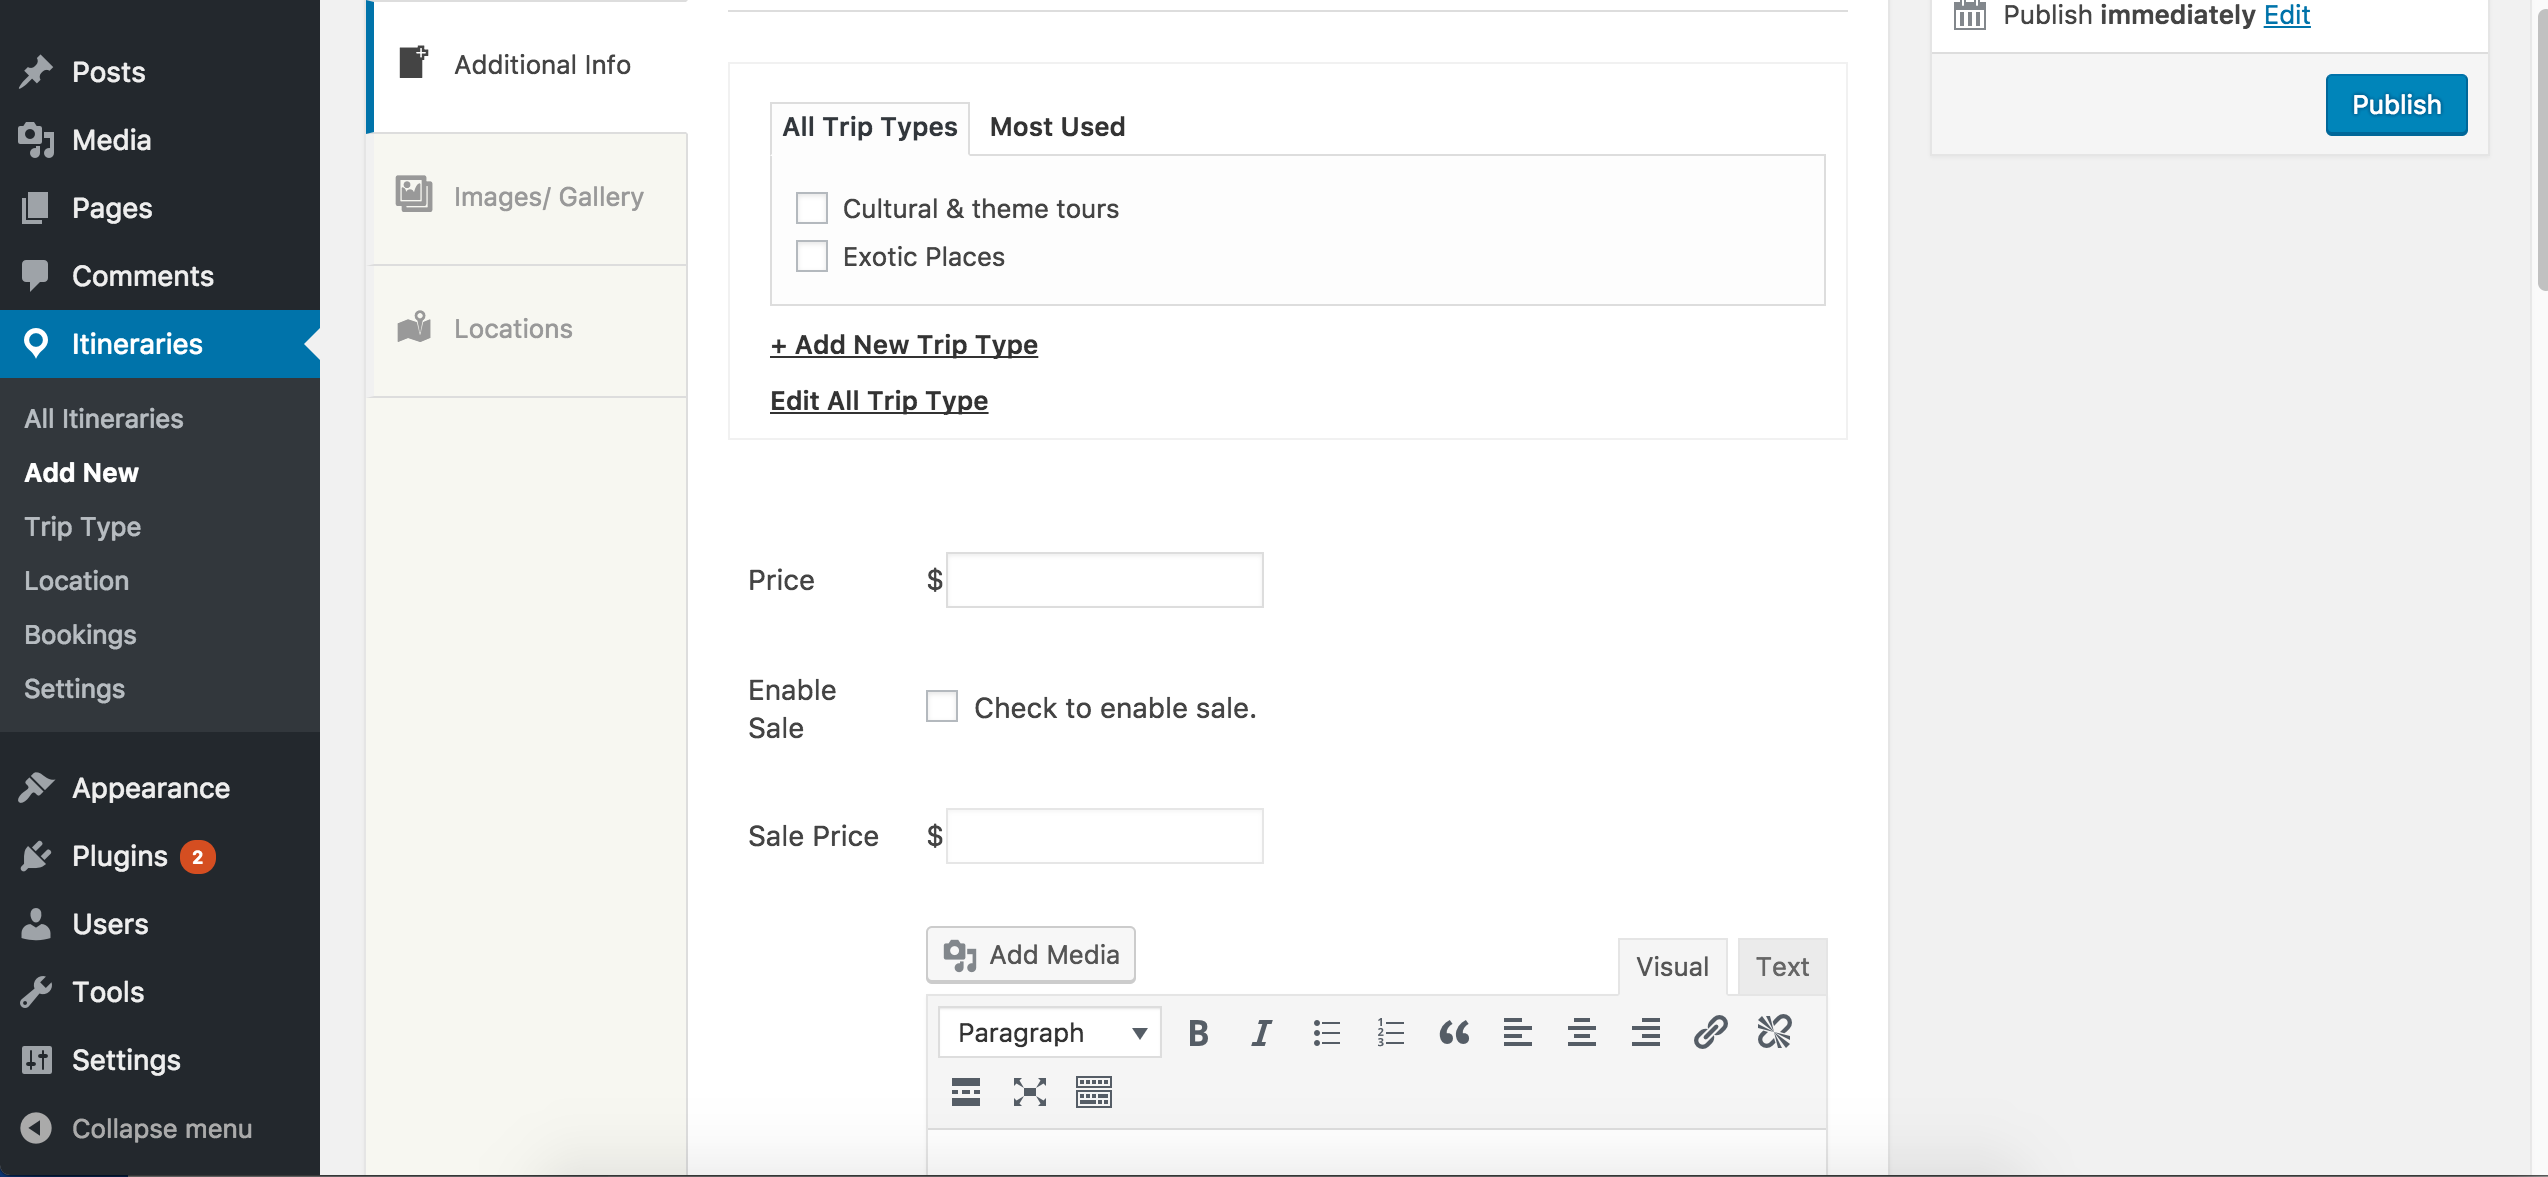 Posts
Media
Pages
Comments
Itineraries
All Itineraries
Add New
Trip Type
Location
Bookings
Settings
Appearance
Plugins 2
Users
Tools
Settings
Collapse menu
Additional Info
Images/ Gallery
Locations
All Trip Types Most Used
Cultural & theme tours
Exotic Places
+ Add New Trip Type
Edit All Trip Type
Price $
Enable
Sale
Check to enable sale.
Sale Price $
Add Media
Visual Text
Paragraph
Publish immediately Edit
Publish